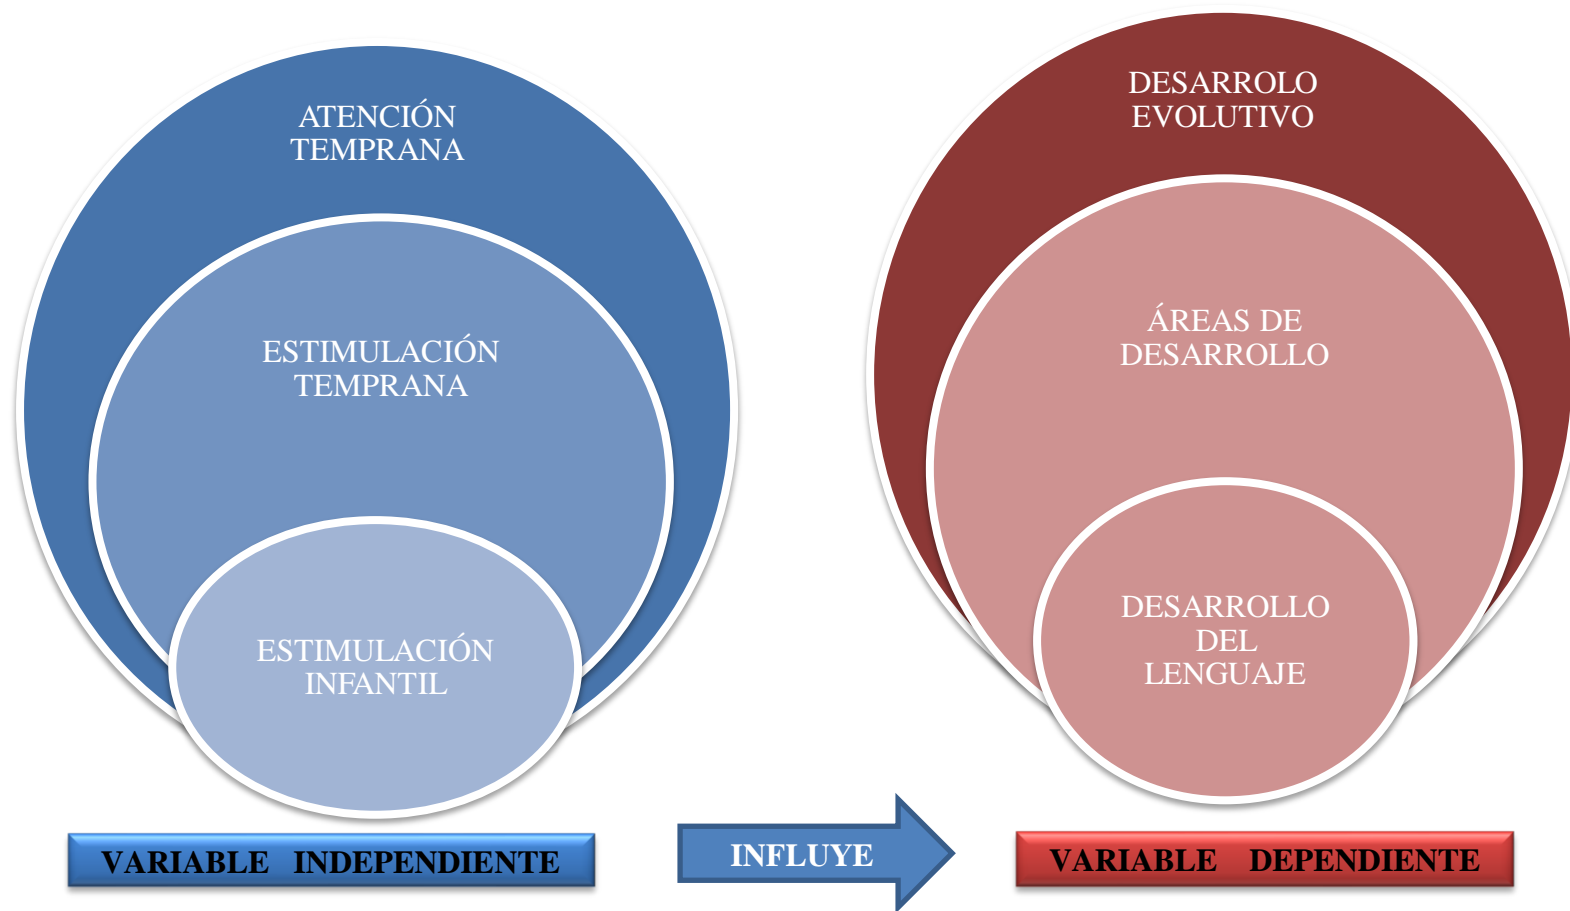 ATENCIÓN
TEMPRANA
ESTIMULACIÓN
TEMPRANA
ESTIMULACIÓN
INFANTIL
VARIABLE INDEPENDIENTE
INFLUYE
DESARROLO
EVOLUTIVO
ÁREAS DE
DESARROLLO
DESARROLLO
DEL
LENGUAJE
VARIABLE DEPENDIENTE